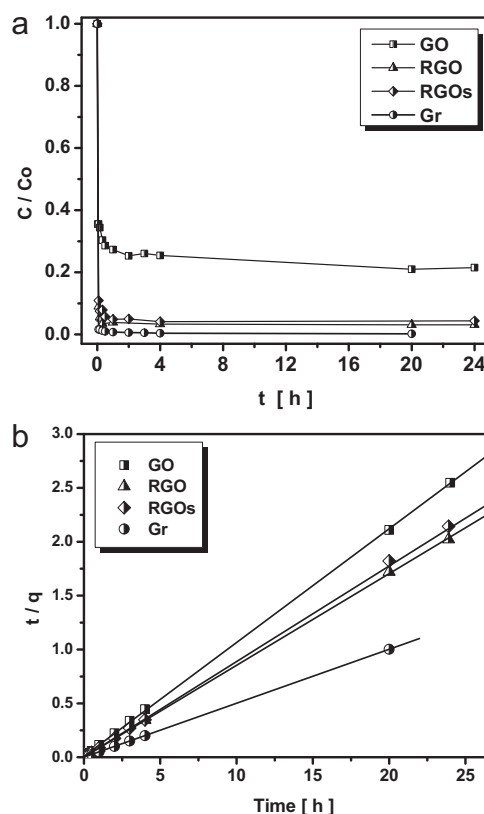 a
1.0
0.8
0.6
0.4
0.2
0.0
C / Co
GO
RGO
RGOs
Gr
0 4 8 12 16 20 24
t [ h ]
b
3.0
2.5
2.0
1.5
1.0
0.5
0.0
t / q
GO
RGO
RGOs
Gr
0 5 10 15 20 25
Time [ h ]